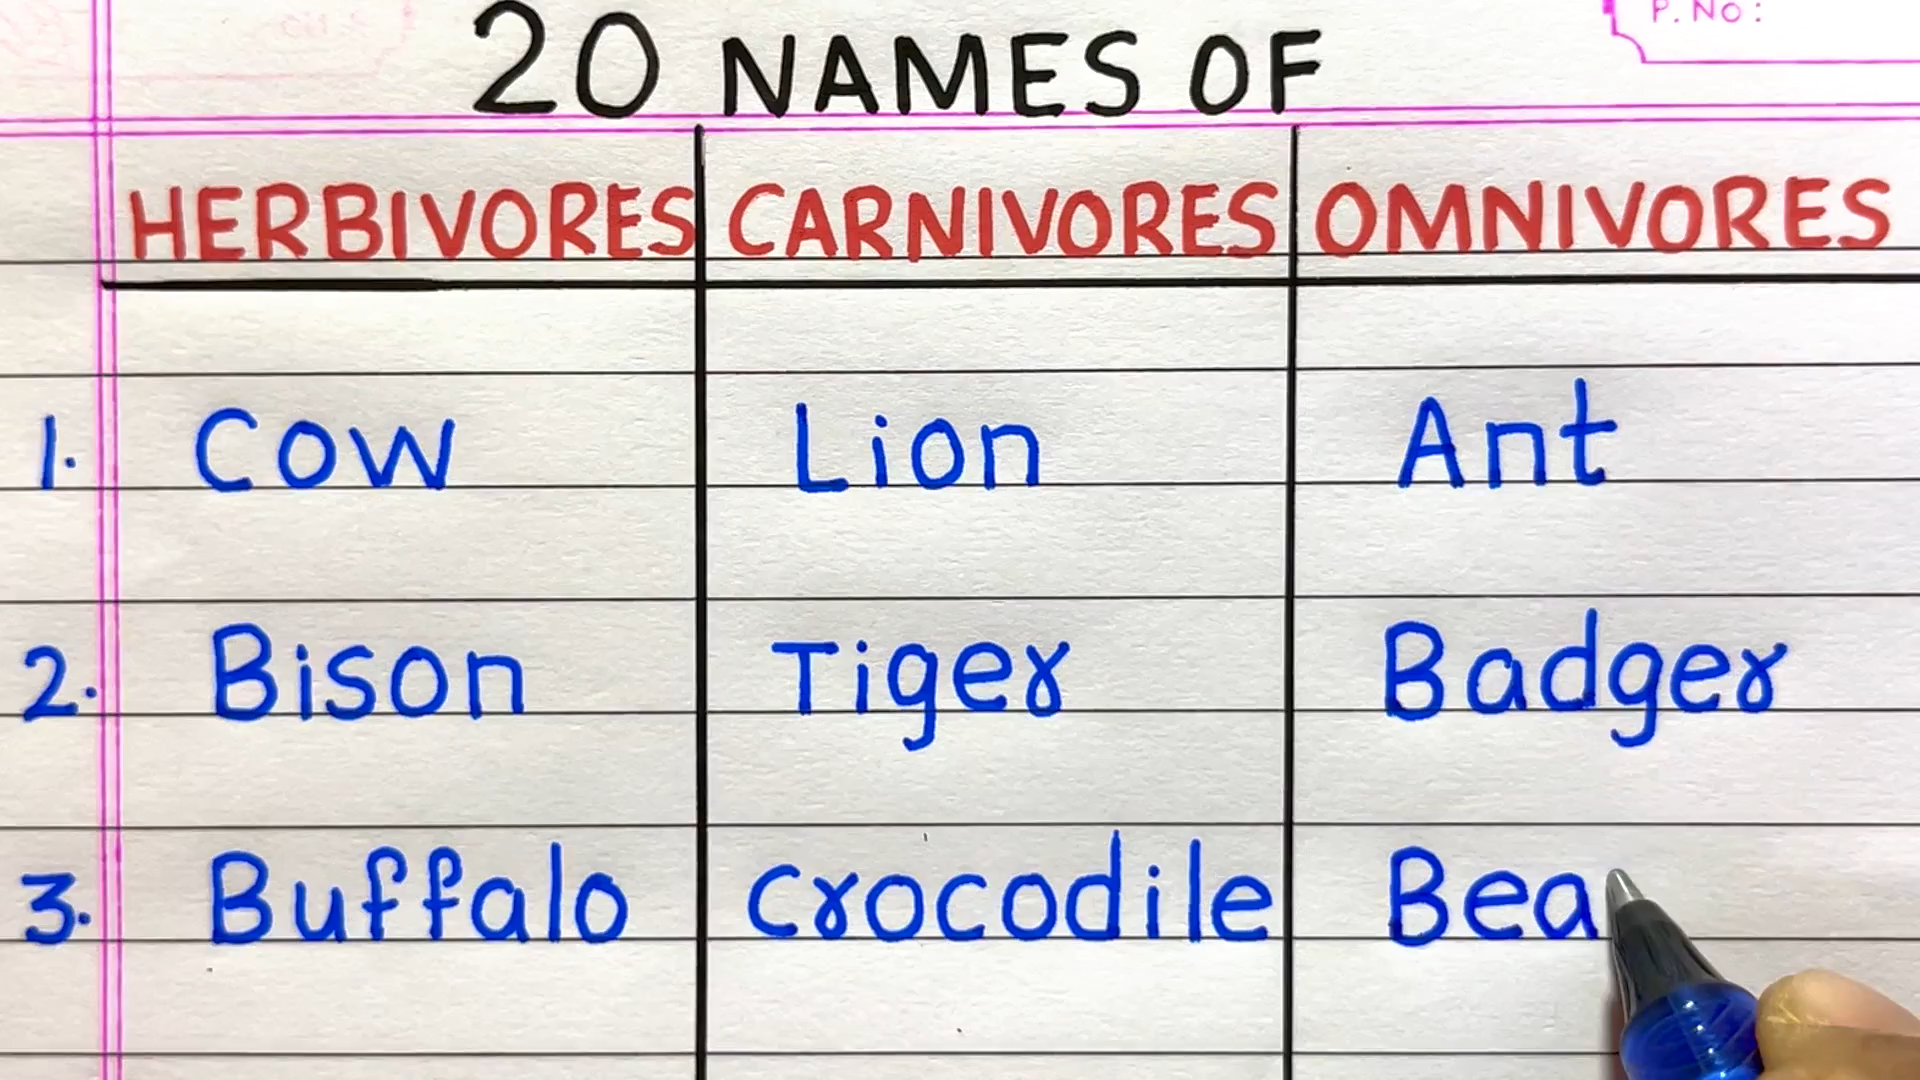 P. No:
20 NAMES OF
HERBIVORES CARNIVORES OMNIVORES
1. Cow Lion Ant
2. Bison Tiger Badger
3. Buffalo Crocodile Bea